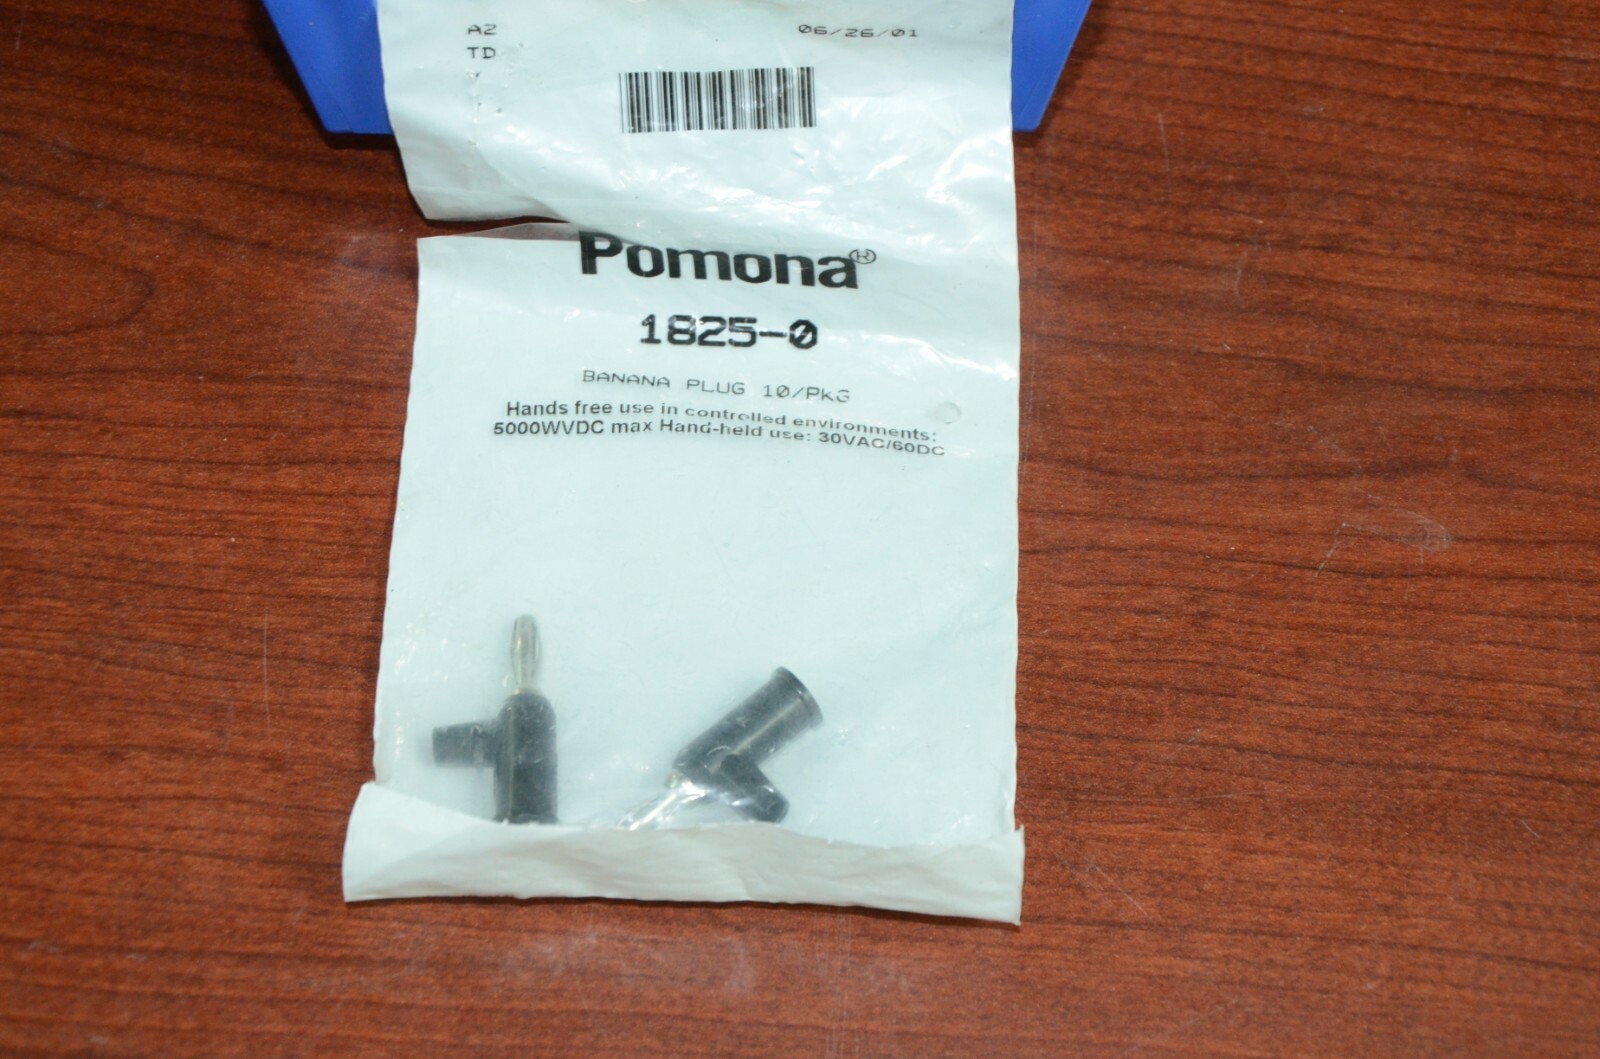 A2 06/26/01
TD
Pomona®
1825-0
BANANA PLUG 10/PKG
Hands free use in controlled environments:
5000WVDC max Hand-held use: 30VAC/60DC